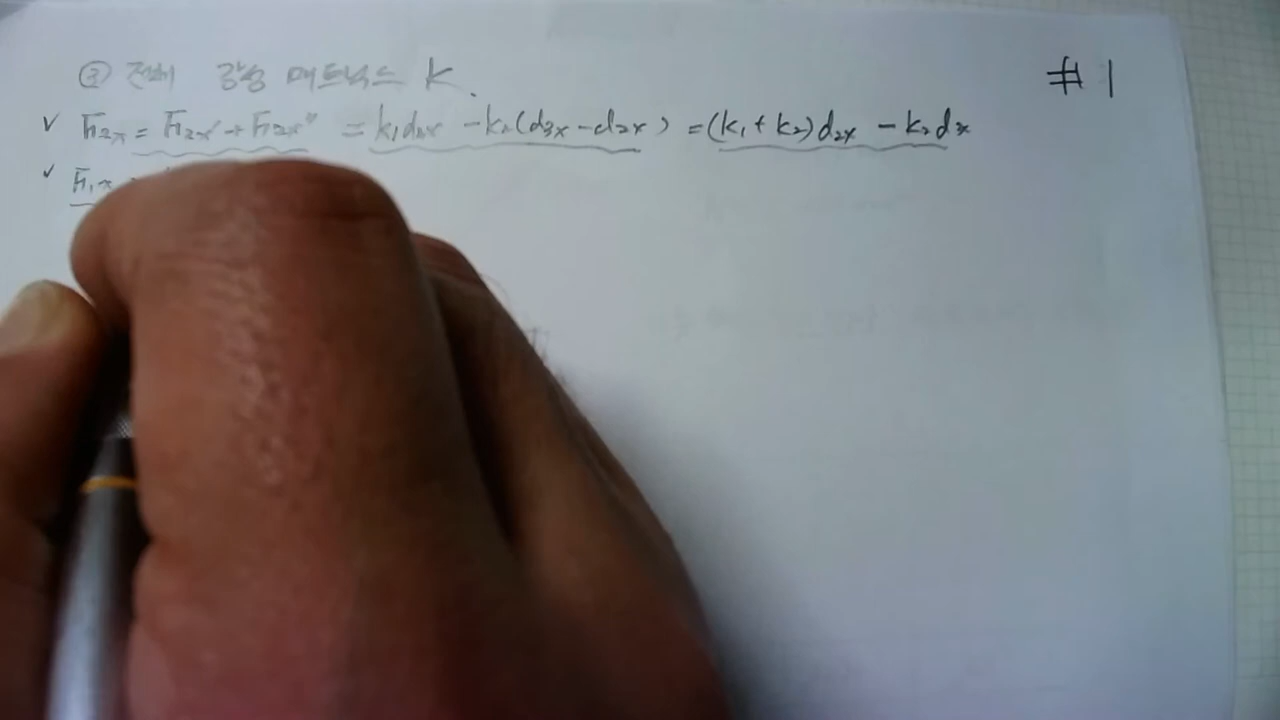 ③ 전체 강성 매트릭스 K. #1
✓ F₂ₓ = F₂ₓ' + F₂ₓ" = k₁d₂ₓ - k₂(d₃ₓ - d₂ₓ) = (k₁ + k₂)d₂ₓ - k₂dₓ
✓ F₁ₓ =